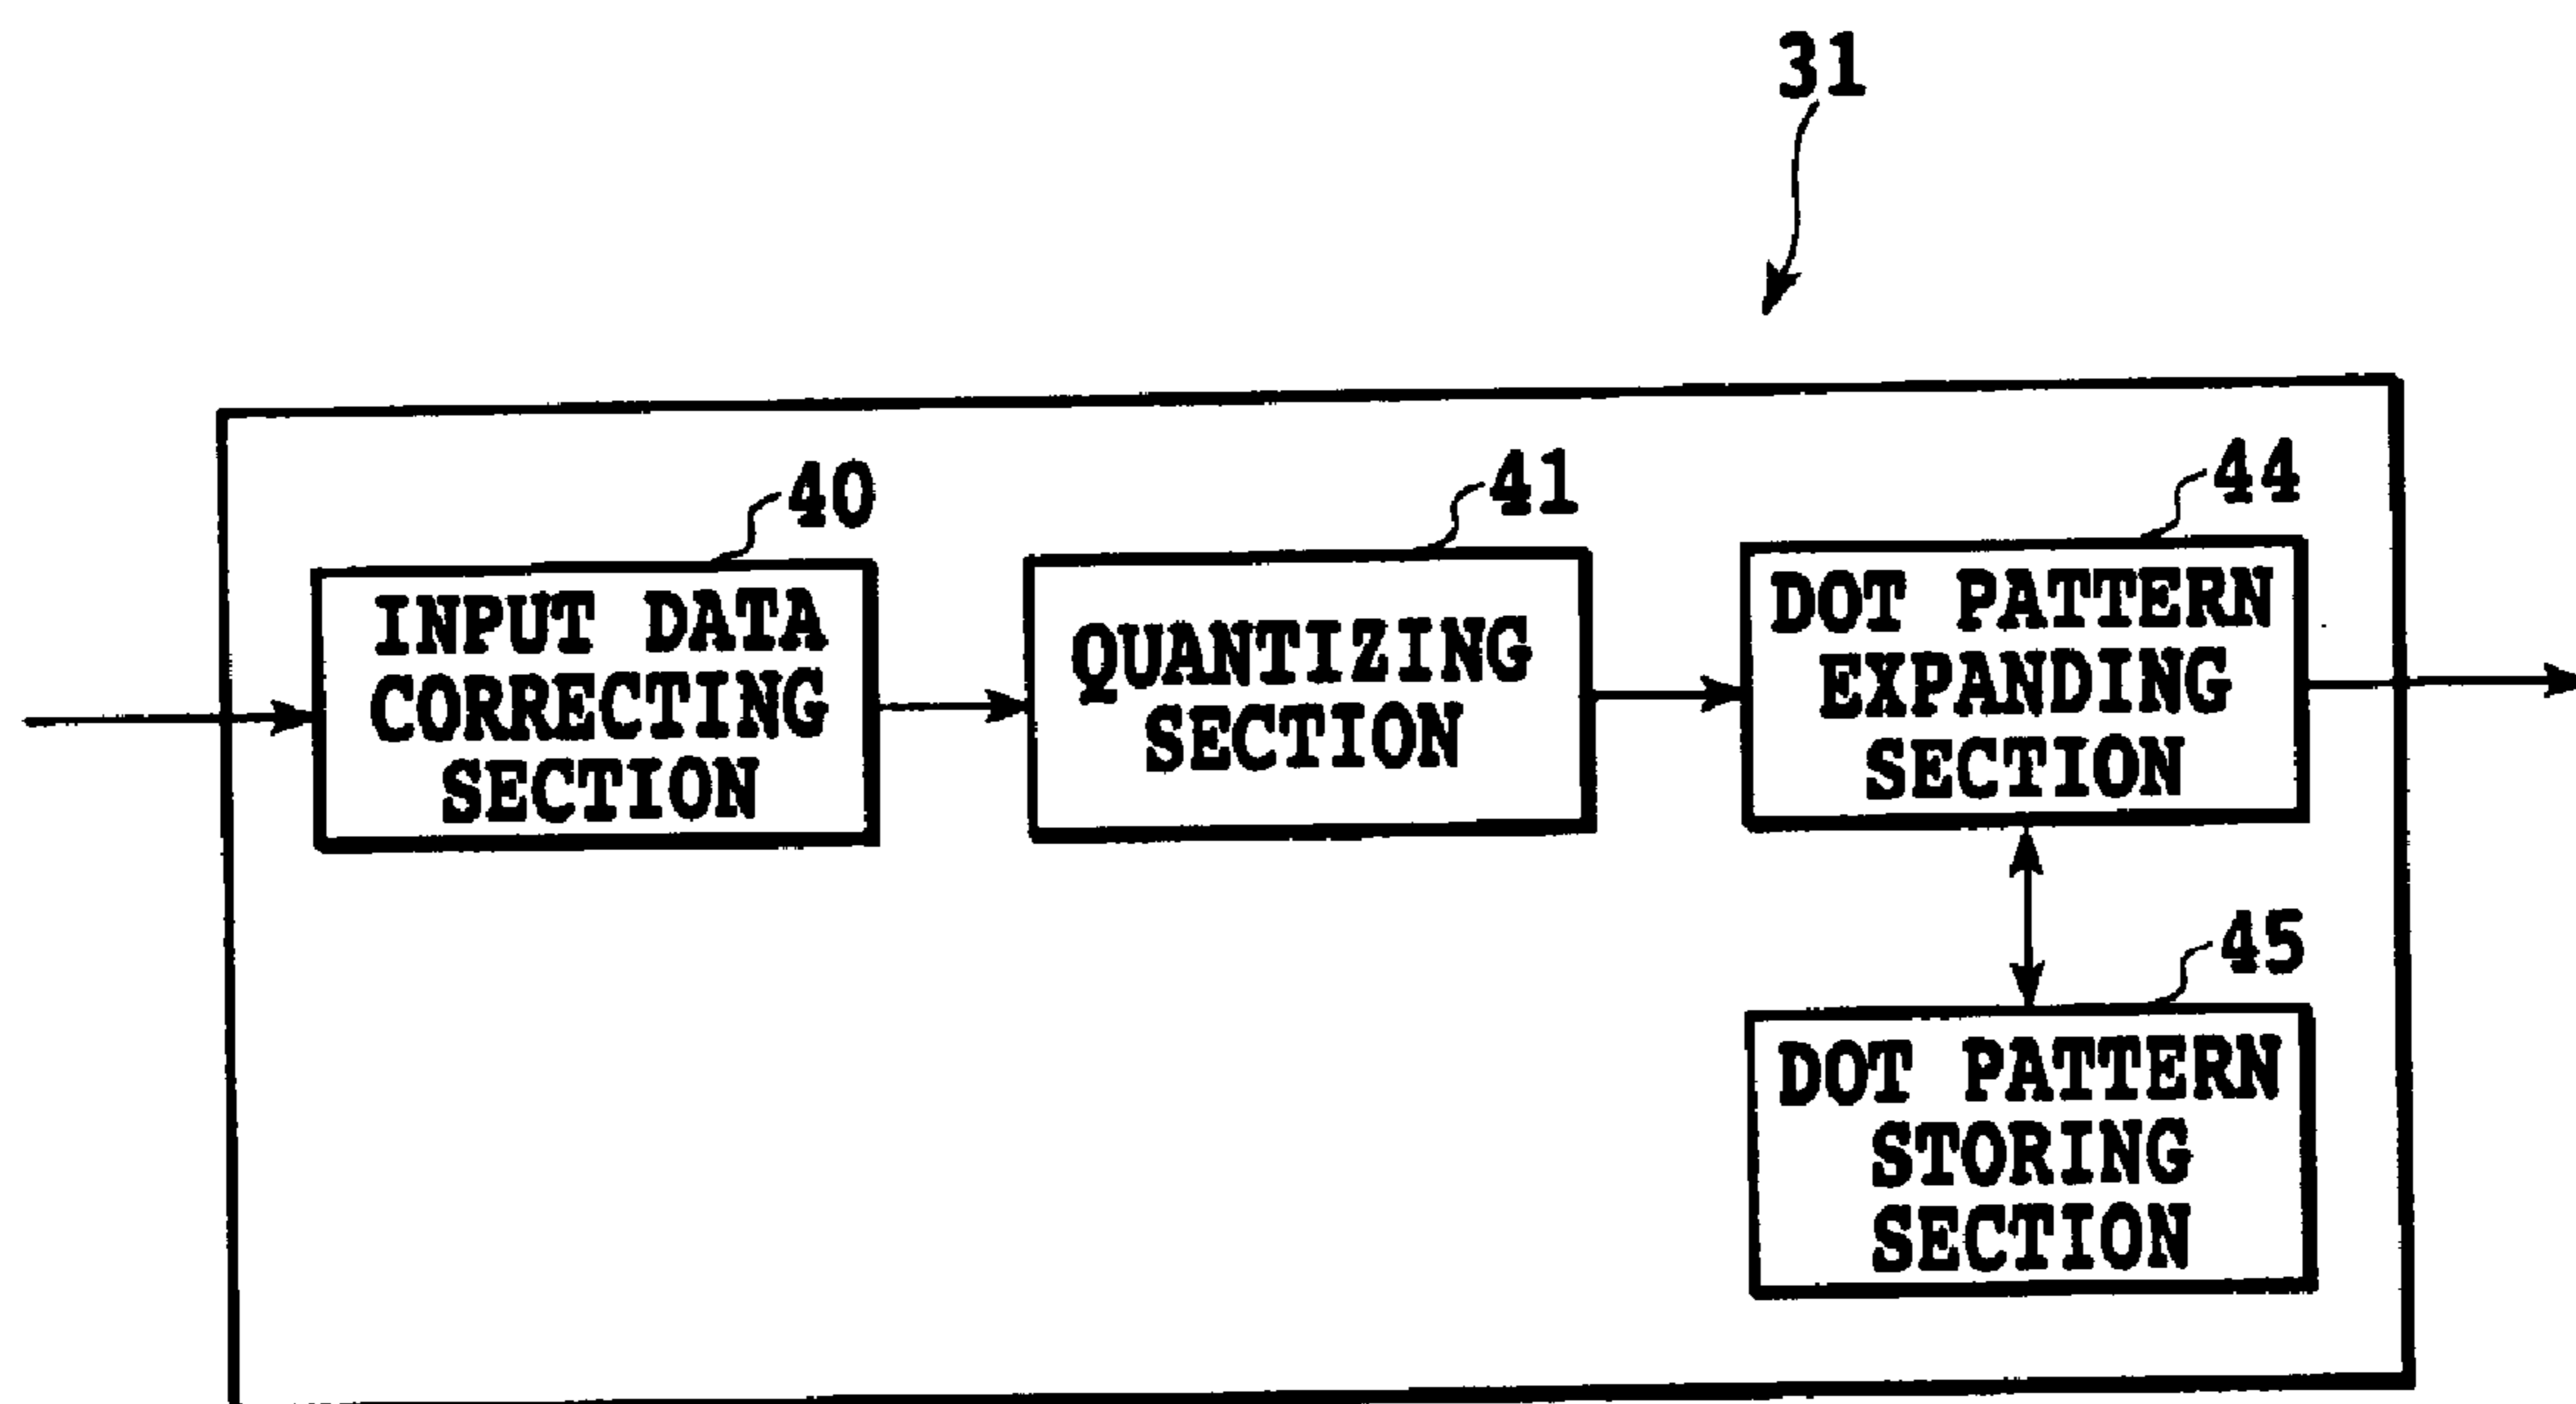 31
40
INPUT DATA
CORRECTING
SECTION
41
QUANTIZING
SECTION
44
DOT PATTERN
EXPANDING
SECTION
45
DOT PATTERN
STORING
SECTION